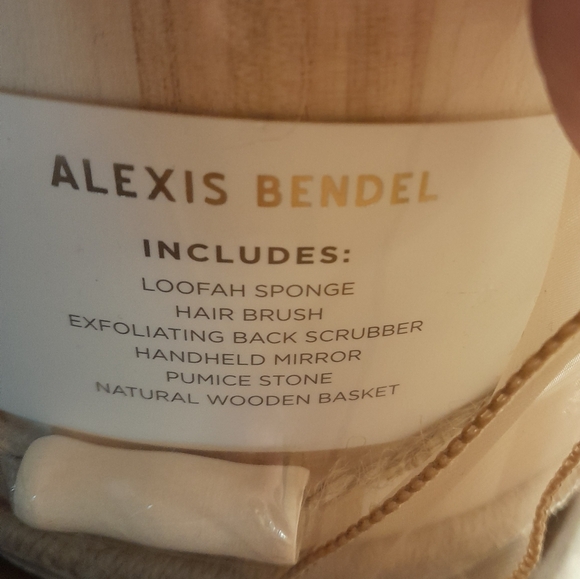 ALEXIS BENDEL
INCLUDES:
LOOFAH SPONGE
HAIR BRUSH
EXFOLIATING BACK SCRUBBER
HANDHELD MIRROR
PUMICE STONE
NATURAL WOODEN BASKET